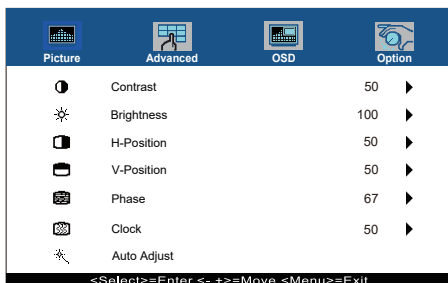 Picture Advanced OSD Option
Contrast 50
Brightness 100
H-Position 50
V-Position 50
Phase 67
Clock 50
Auto Adjust
<Select>=Enter <- +>=Move <Menu>=Exit